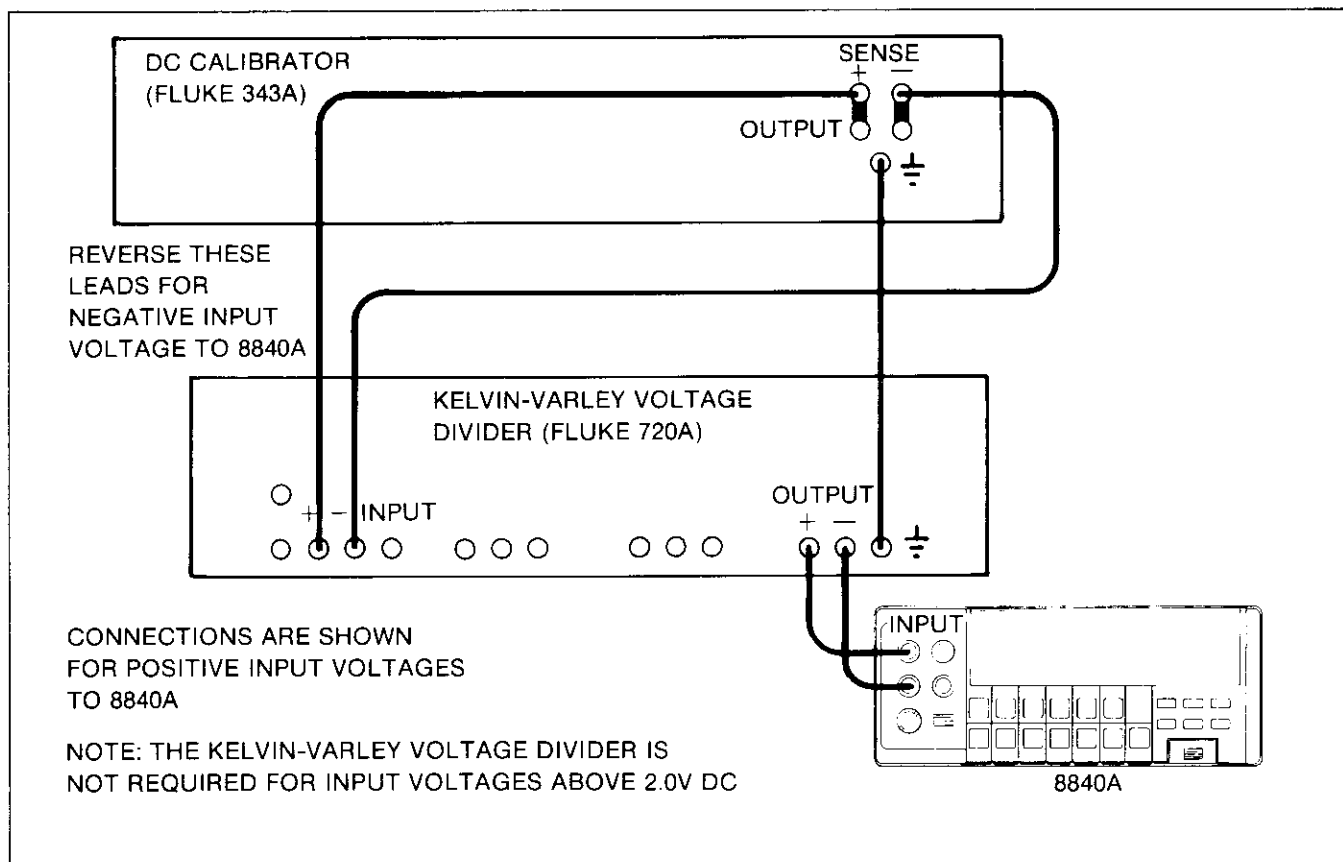 DC CALIBRATOR
(FLUKE 343A)
SENSE
+ −
OUTPUT
REVERSE THESE
LEADS FOR
NEGATIVE INPUT
VOLTAGE TO 8840A
KELVIN-VARLEY VOLTAGE
DIVIDER (FLUKE 720A)
+ - INPUT
OUTPUT
+ −
INPUT
CONNECTIONS ARE SHOWN
FOR POSITIVE INPUT VOLTAGES
TO 8840A
NOTE: THE KELVIN-VARLEY VOLTAGE DIVIDER IS
NOT REQUIRED FOR INPUT VOLTAGES ABOVE 2.0V DC
8840A